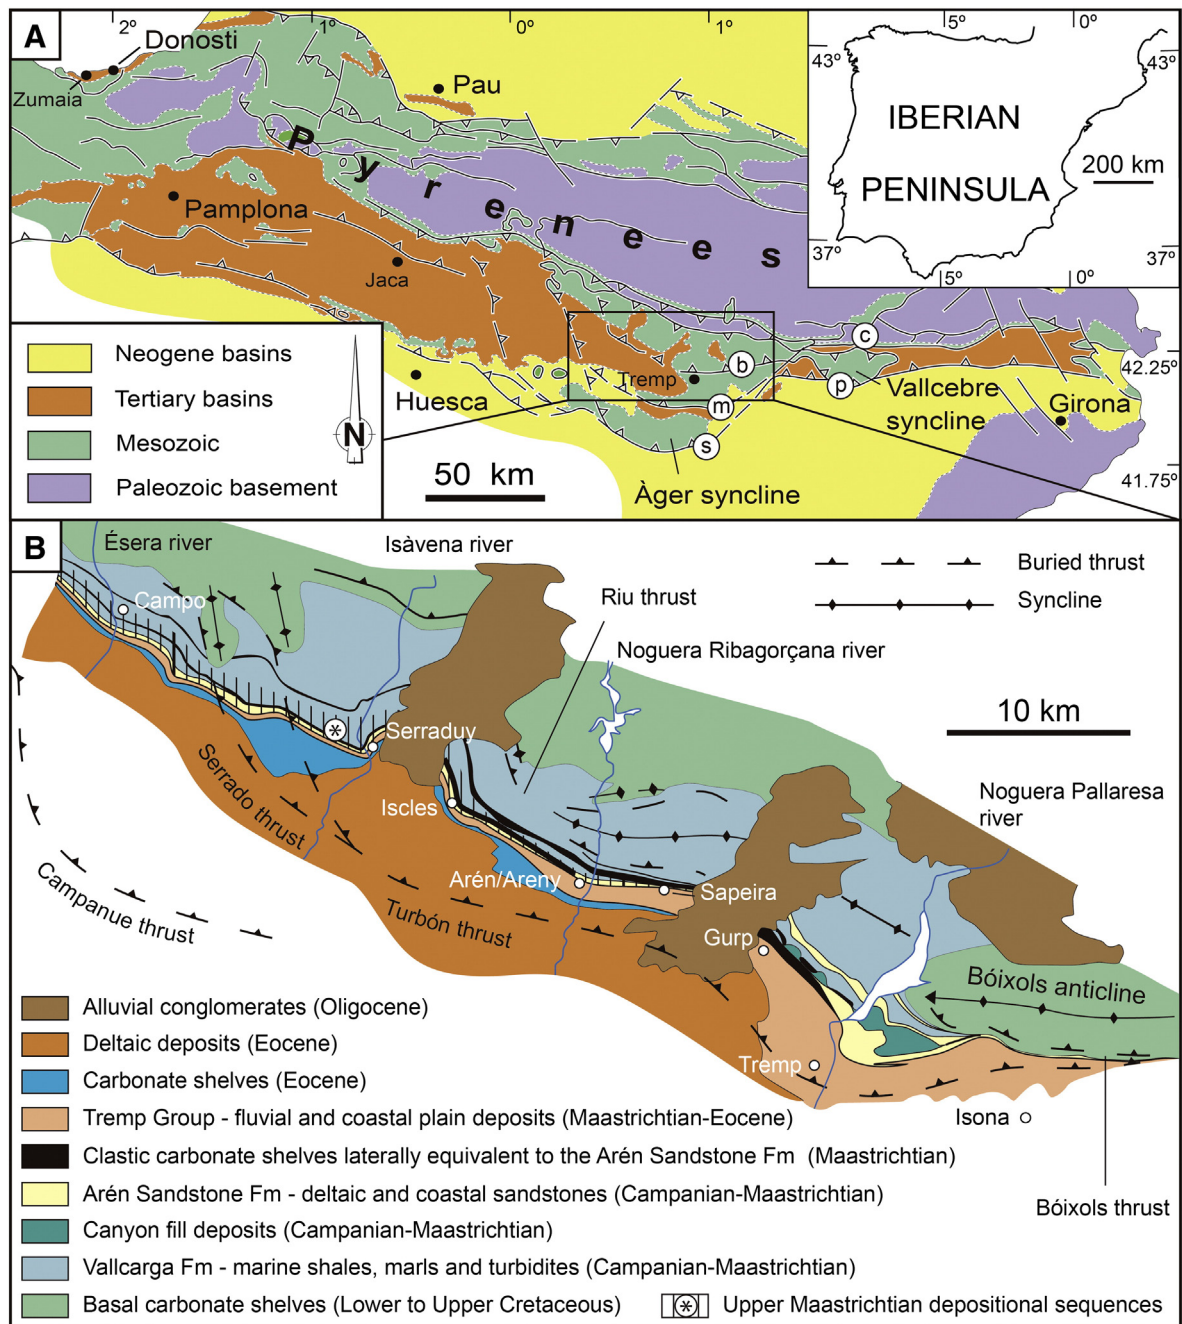 A
2º
1º
0º
1º
5º
0º
Donosti
Zumaia
Pau
43º
43º
IBERIAN
PENINSULA
200 km
37º
37º
5º
0º
Pyrenees
Pamplona
Jaca
Neogene basins
Tertiary basins
Mesozoic
Paleozoic basement
N
Huesca
50 km
Tremp
b
c
m
p
s
Vallcebre
syncline
Girona
42.25º
41.75º
Àger syncline
B
Ésera river
Isàvena river
Buried thrust
Syncline
Riu thrust
Noguera Ribagorçana river
10 km
Campo
*
Serraduy
Serrado thrust
Iscles
Noguera Pallaresa
river
Campanue thrust
Arén/Areny
Sapeira
Turbón thrust
Gurp
Bóixols anticline
Tremp
Isona
Bóixols thrust
Alluvial conglomerates (Oligocene)
Deltaic deposits (Eocene)
Carbonate shelves (Eocene)
Tremp Group - fluvial and coastal plain deposits (Maastrichtian-Eocene)
Clastic carbonate shelves laterally equivalent to the Arén Sandstone Fm (Maastrichtian)
Arén Sandstone Fm - deltaic and coastal sandstones (Campanian-Maastrichtian)
Canyon fill deposits (Campanian-Maastrichtian)
Vallcarga Fm - marine shales, marls and turbidites (Campanian-Maastrichtian)
Basal carbonate shelves (Lower to Upper Cretaceous)
* Upper Maastrichtian depositional sequences